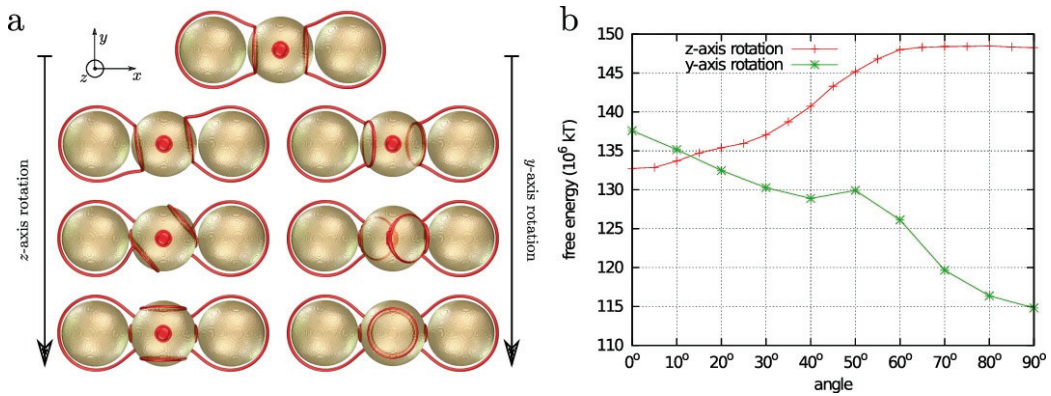 a
y
z
x
z-axis rotation
y-axis rotation
b
z-axis rotation
y-axis rotation
free energy (10⁶ kT)
150
145
140
135
130
125
120
115
110
0° 10° 20° 30° 40° 50° 60° 70° 80° 90°
angle